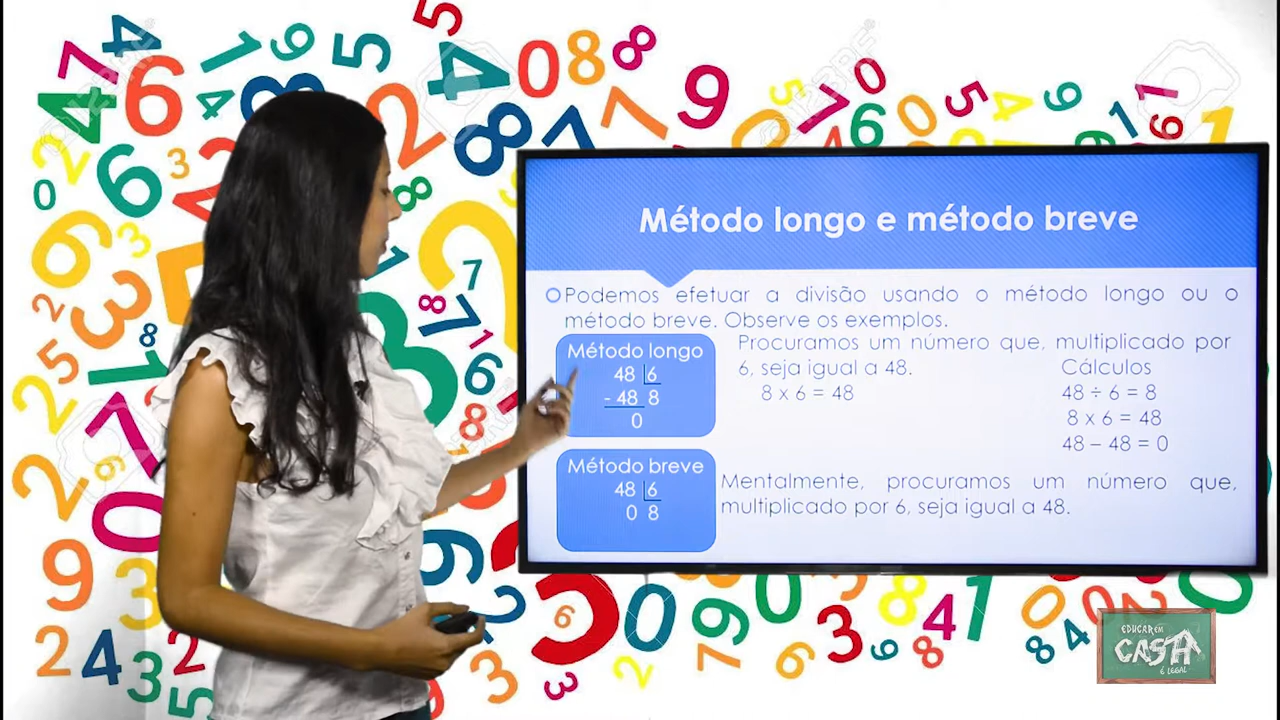 Método longo e método breve
Podemos efetuar a divisão usando o método longo ou o
método breve. Observe os exemplos.
Método longo
48 6
- 48 8
0
Procuramos um número que, multiplicado por
6, seja igual a 48.
8 x 6 = 48
Cálculos
48 ÷ 6 = 8
8 x 6 = 48
48 – 48 = 0
Método breve
48 6
0 8
Mentalmente, procuramos um número que,
multiplicado por 6, seja igual a 48.
EDUCAR EM
CASA
É LEGAL